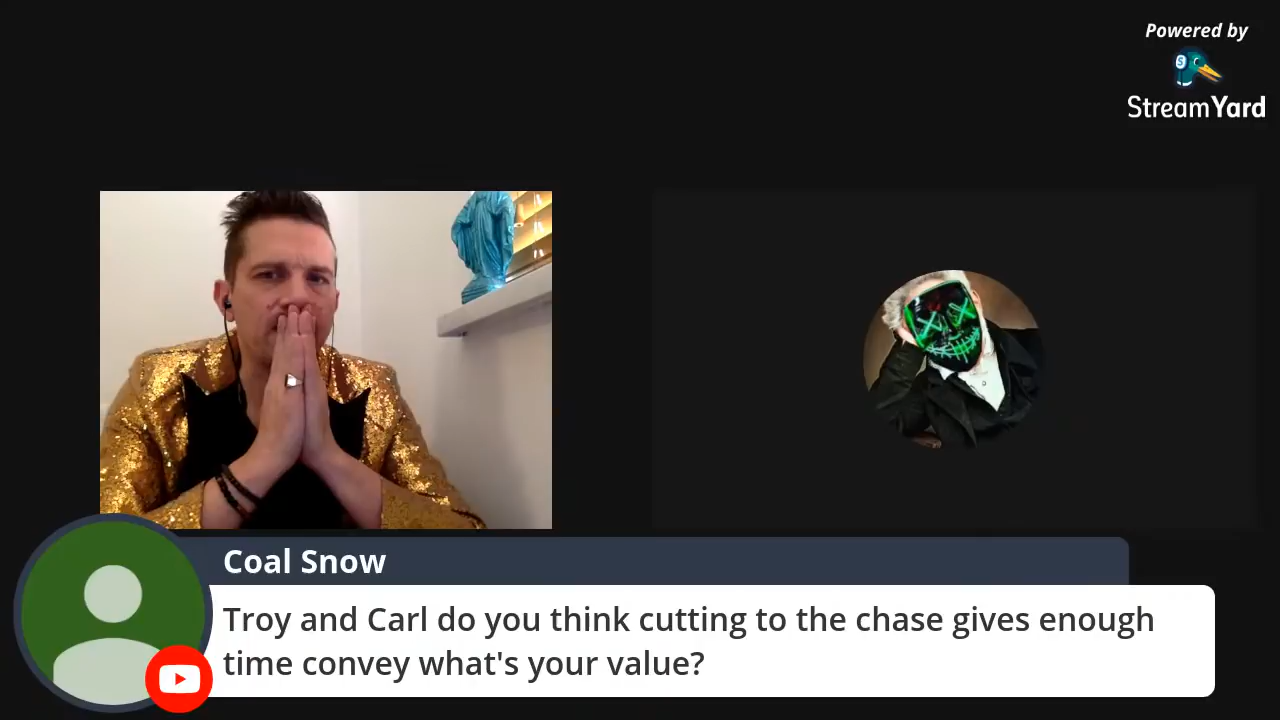 Powered by
StreamYard
Coal Snow
Troy and Carl do you think cutting to the chase gives enough
time convey what's your value?